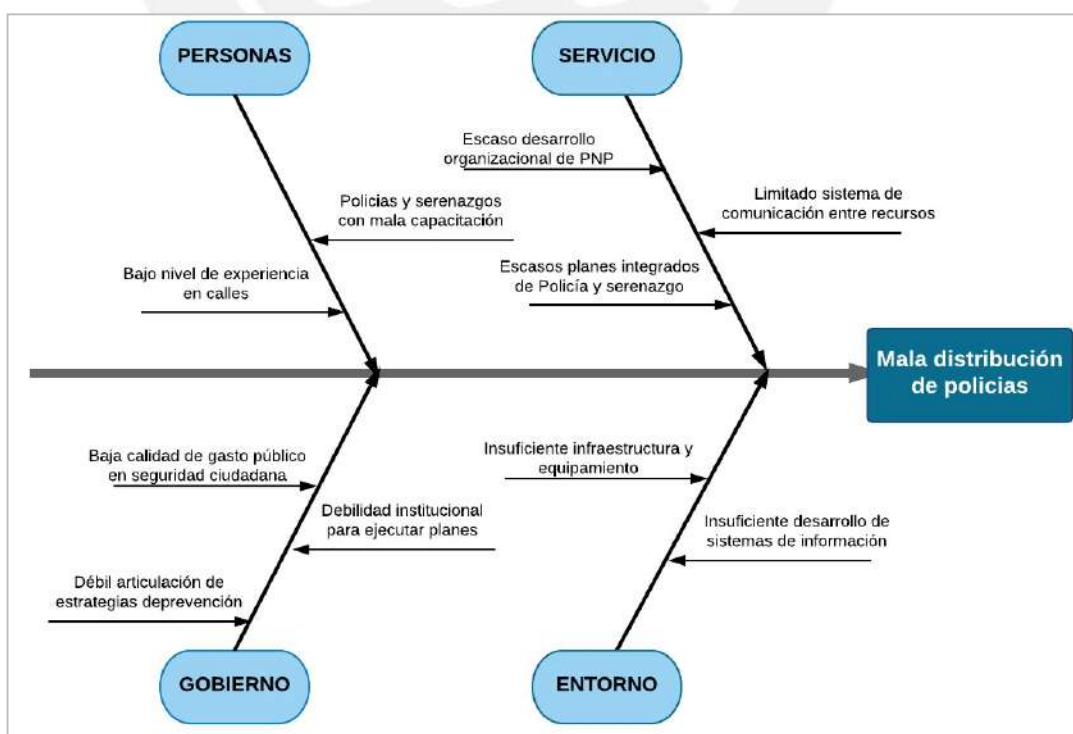 PERSONAS
SERVICIO
Escaso desarrollo
organizacional de PNP
Limitado sistema de
comunicación entre recursos
Policias y serenazgos
con mala capacitación
Bajo nivel de experiencia
en calles
Escasos planes integrados
de Policía y serenazgo
Mala distribución
de policias
Baja calidad de gasto público
en seguridad ciudadana
Insuficiente infraestructura y
equipamiento
Debilidad institucional
para ejecutar planes
Insuficiente desarrollo de
sistemas de información
Débil articulación de
estrategias deprevención
GOBIERNO
ENTORNO